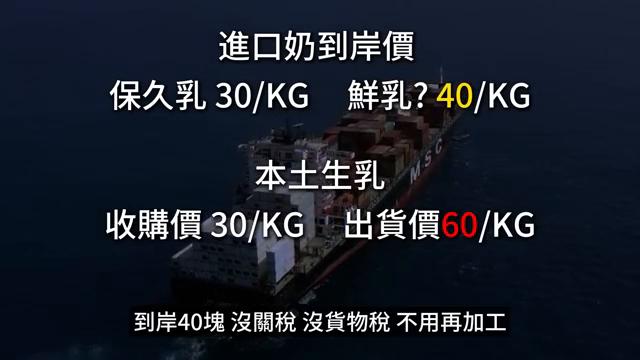 進口奶到岸價
保久乳 30/KG 鮮乳? 40/KG
MSC
本土生乳
收購價 30/KG 出貨價60/KG
到岸40塊 沒關稅 沒貨物稅 不用再加工